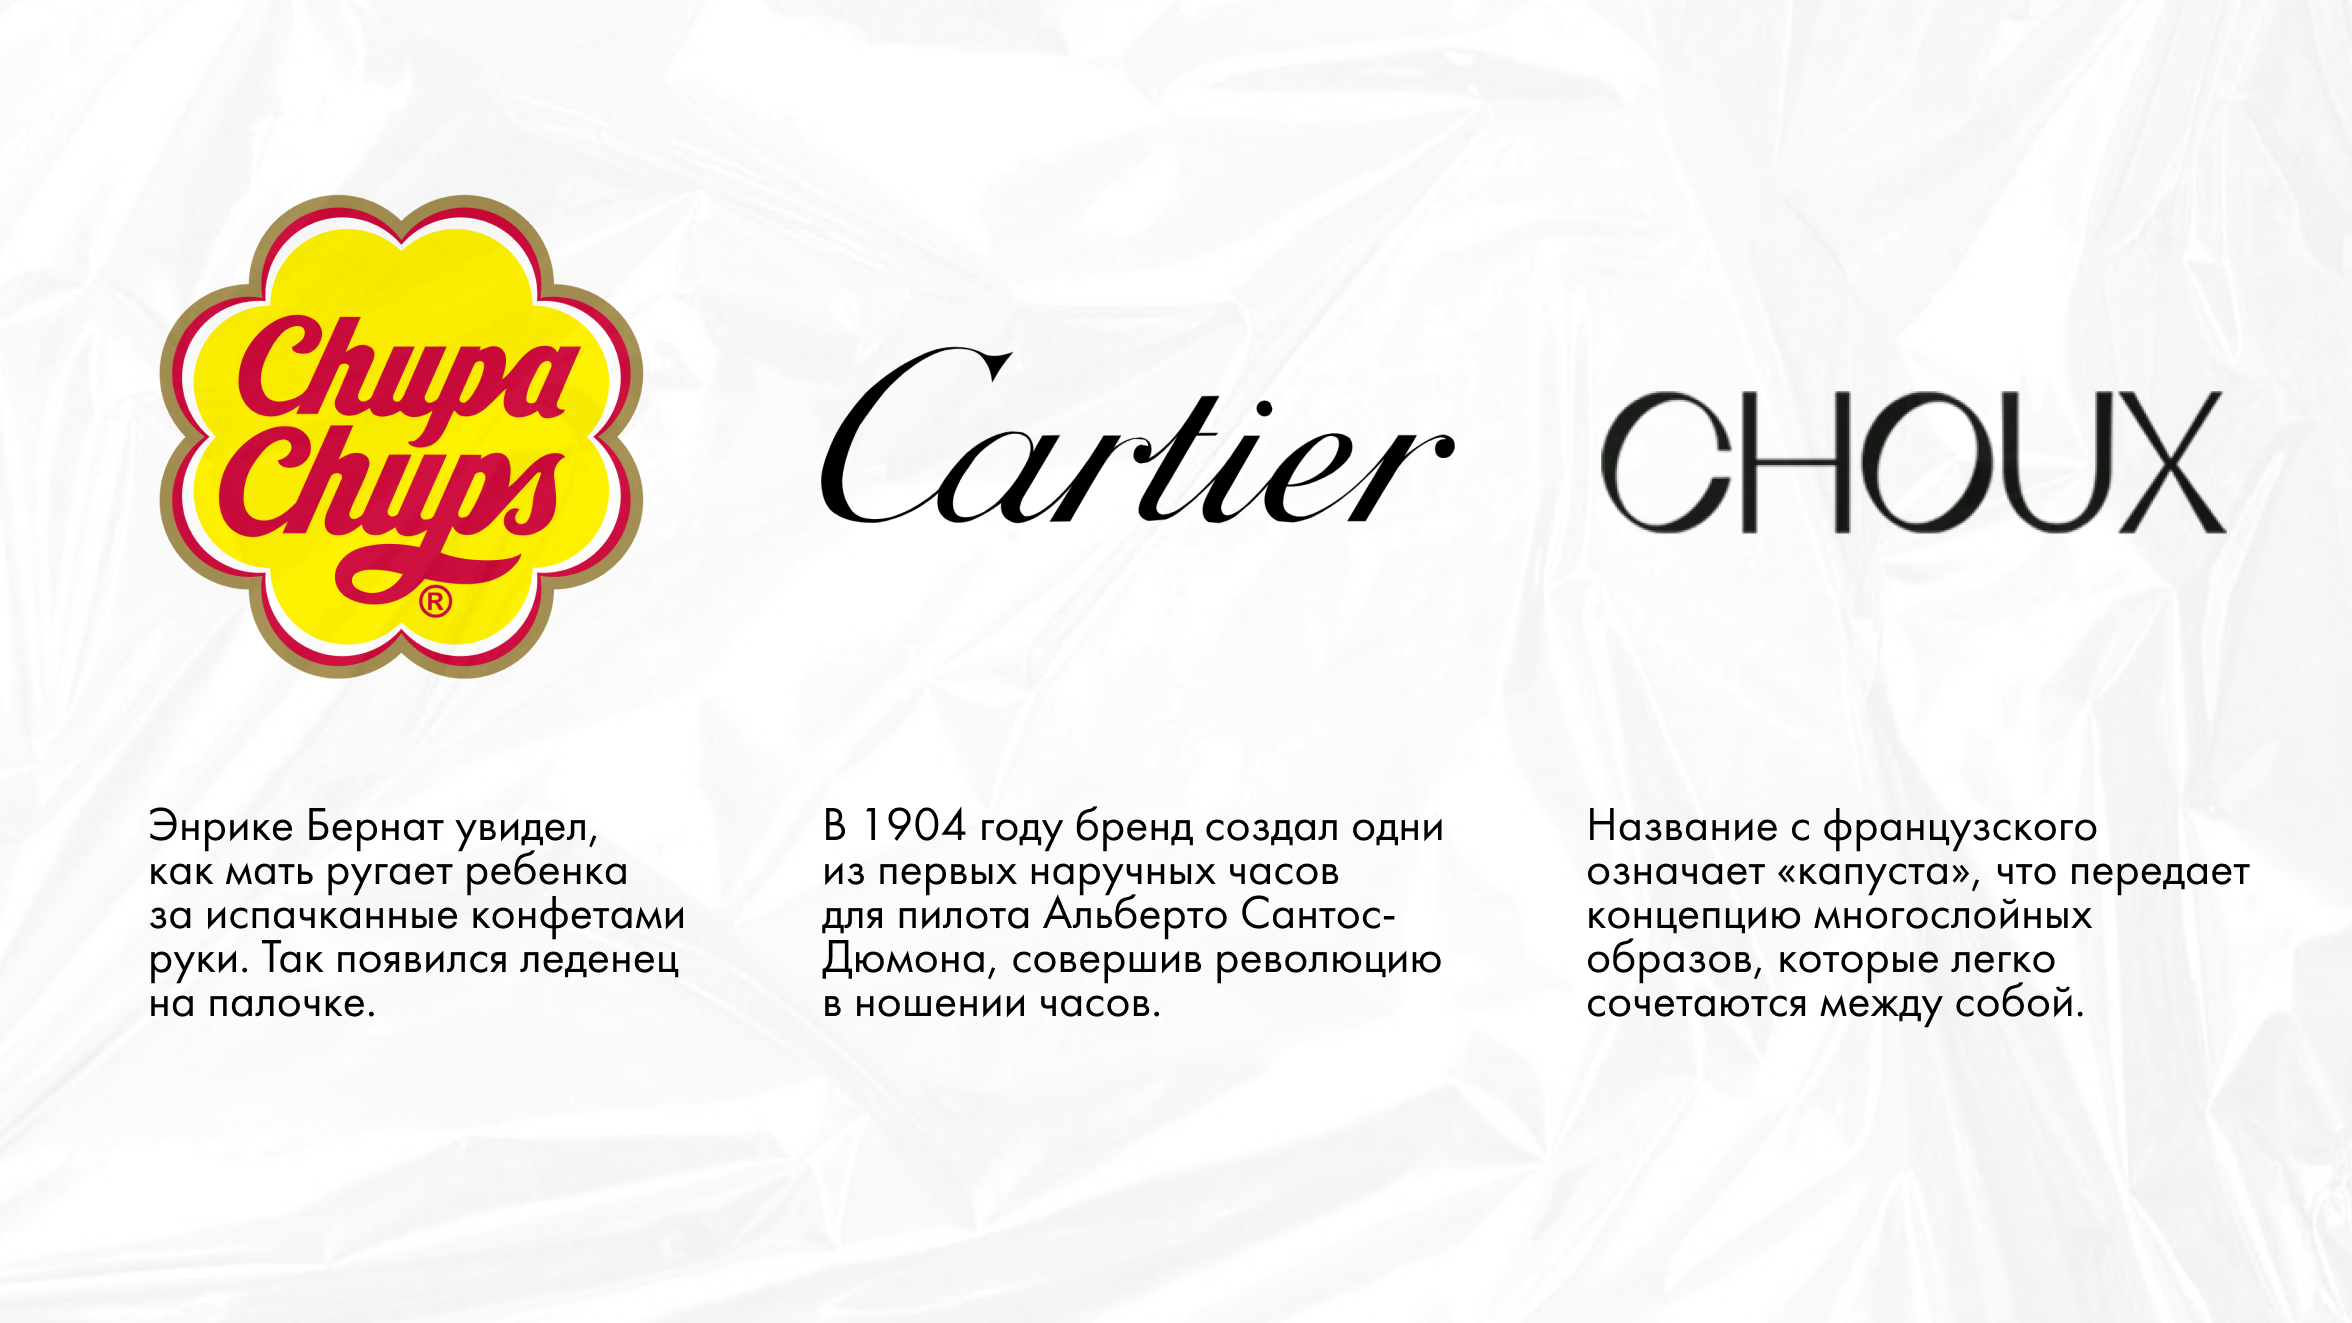 Chupa
Chups
®
Cartier
CHOUX
Энрике Бернат увидел,
как мать ругает ребенка
за испачканные конфетами
руки. Так появился леденец
на палочке.
В 1904 году бренд создал одни
из первых наручных часов
для пилота Альберто Сантос-
Дюмона, совершив революцию
в ношении часов.
Название с французского
означает «капуста», что передает
концепцию многослойных
образов, которые легко
сочетаются между собой.